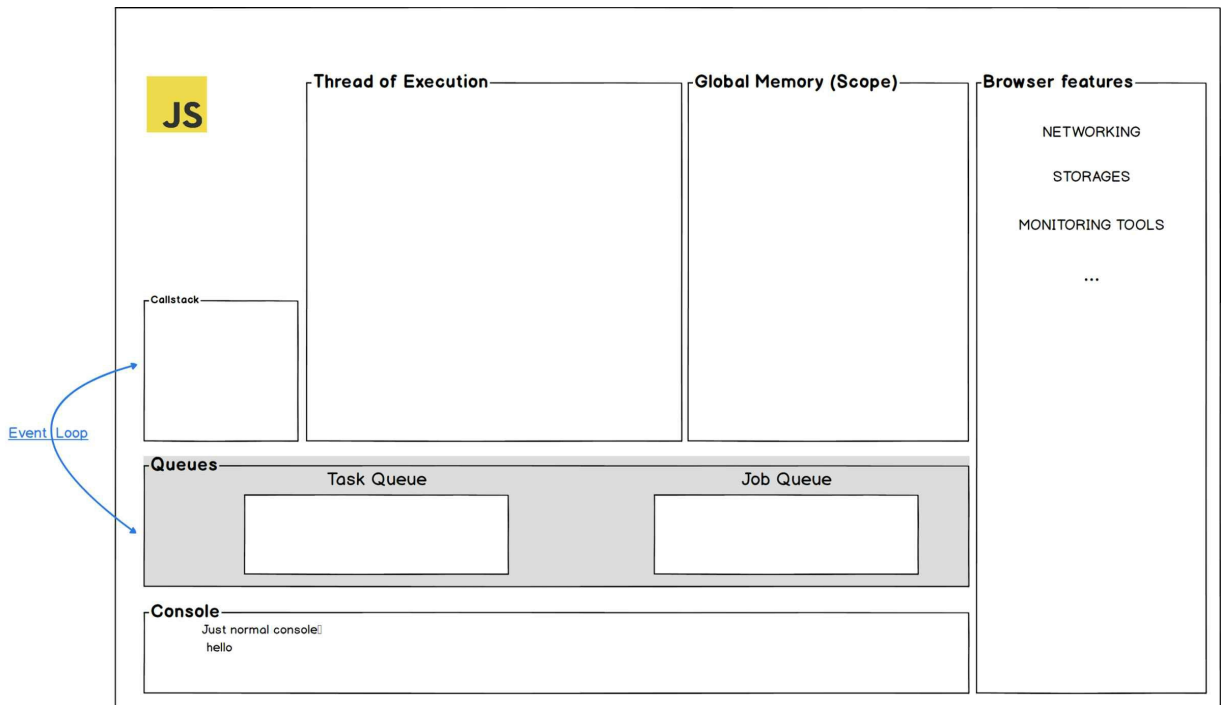 JS
Thread of Execution
Global Memory (Scope)
Browser features
NETWORKING
STORAGES
MONITORING TOOLS
...
Callstack
Event Loop
Queues
Task Queue
Job Queue
Console
Just normal console
hello